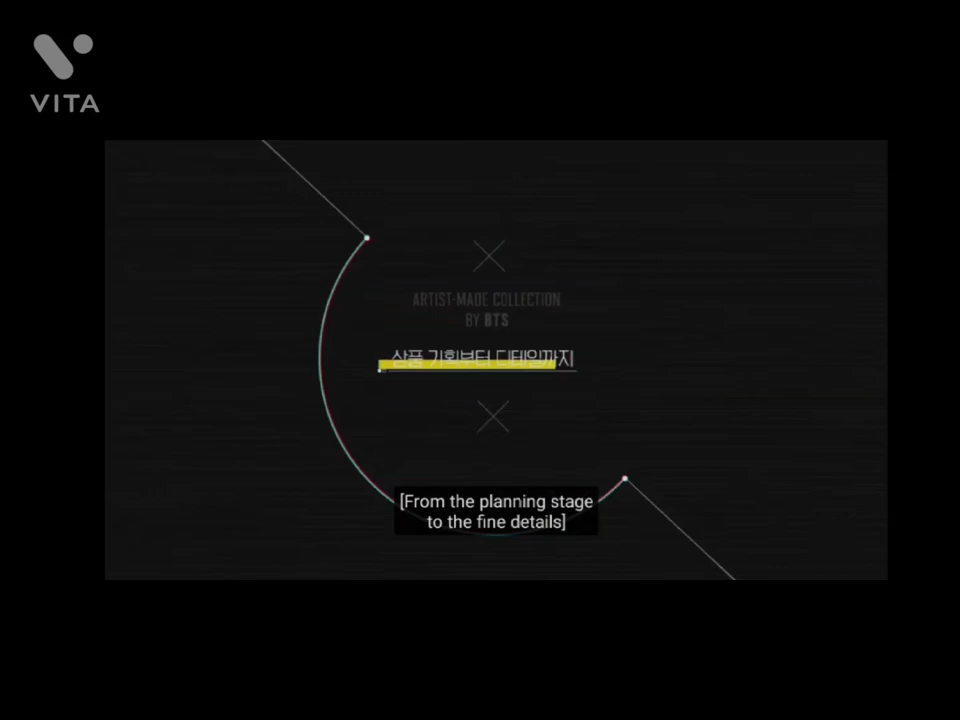 VITA
ARTIST-MADE COLLECTION
BY BTS
상품 기획부터 디테일까지
[From the planning stage
to the fine details]